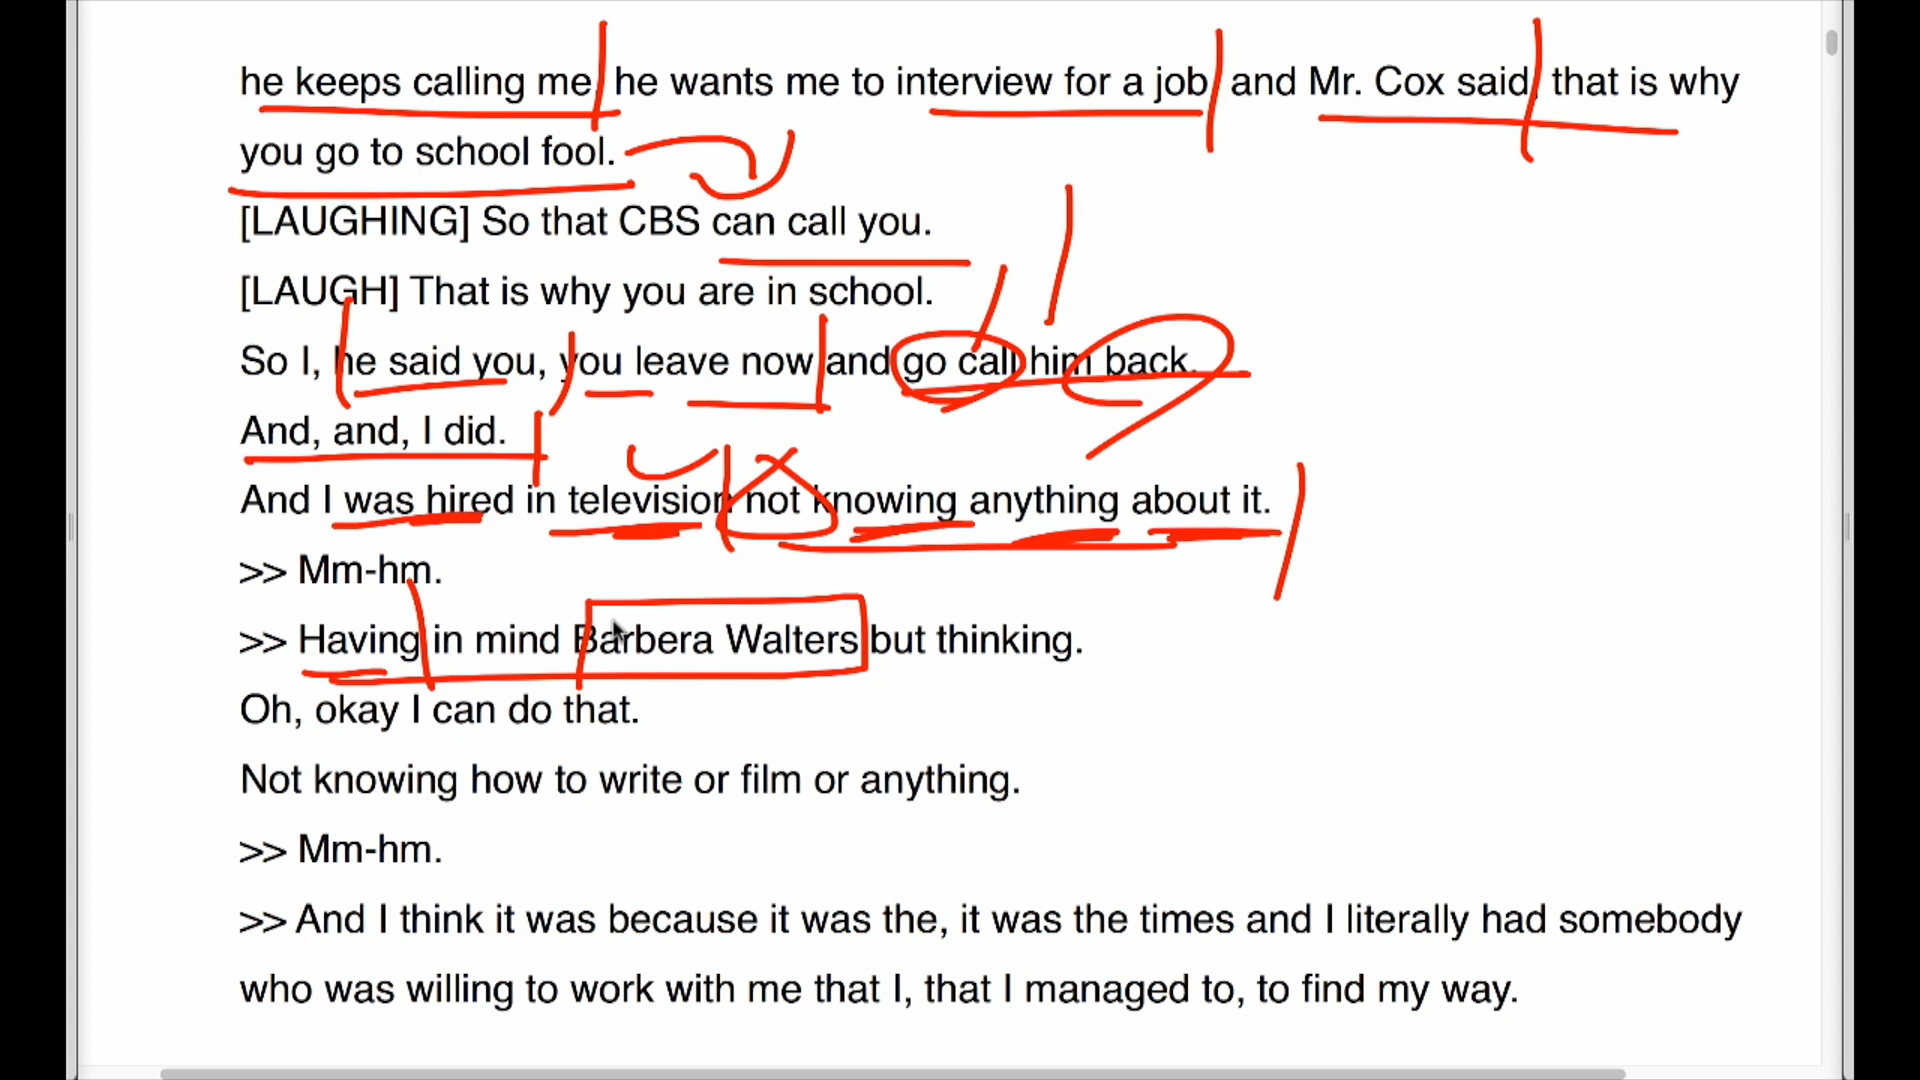 he keeps calling me, he wants me to interview for a job, and Mr. Cox said, that is why
you go to school fool.
[LAUGHING] So that CBS can call you.
[LAUGH] That is why you are in school.
So I, he said you, you leave now and go call him back.
And, and, I did.
And I was hired in television not knowing anything about it.
>> Mm-hm.
>> Having in mind Barbera Walters but thinking.
Oh, okay I can do that.
Not knowing how to write or film or anything.
>> Mm-hm.
>> And I think it was because it was the, it was the times and I literally had somebody
who was willing to work with me that I, that I managed to, to find my way.